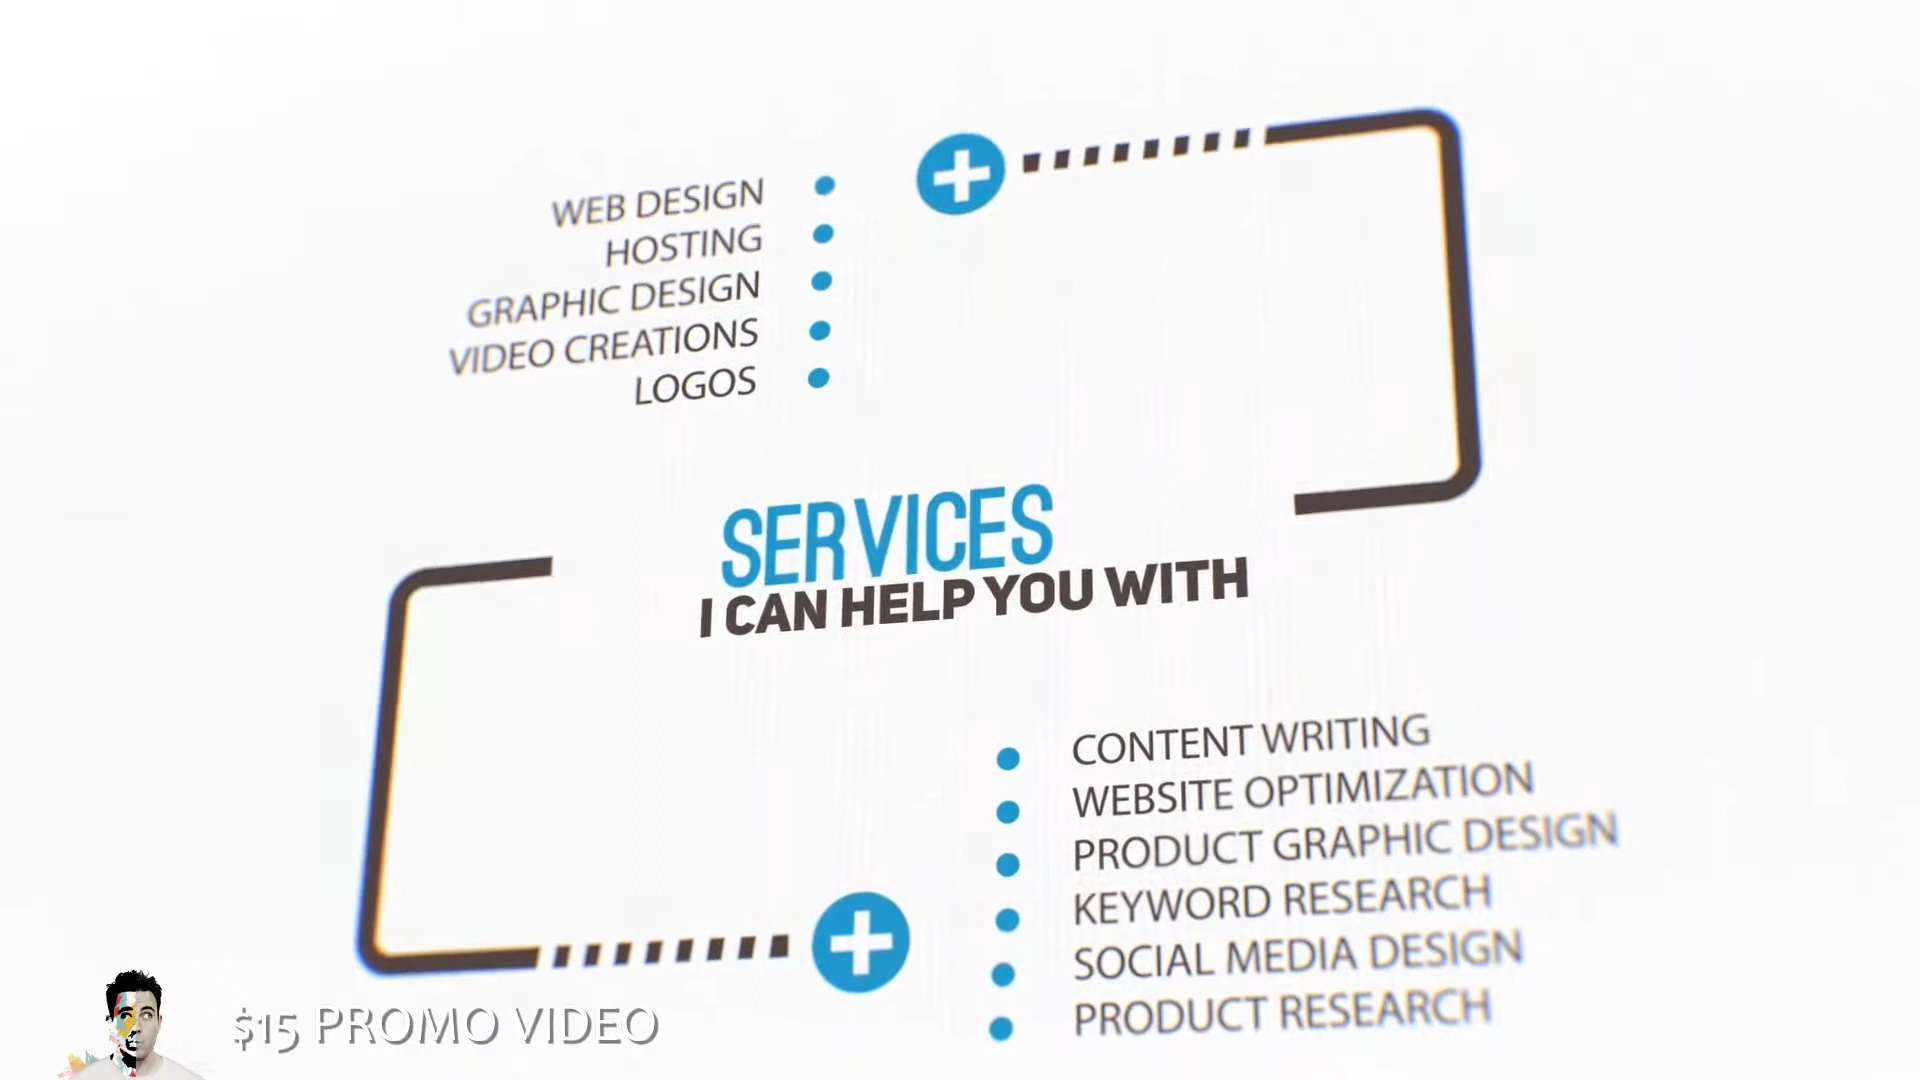 WEB DESIGN
HOSTING
GRAPHIC DESIGN
VIDEO CREATIONS
LOGOS
SERVICES
I CAN HELP YOU WITH
CONTENT WRITING
WEBSITE OPTIMIZATION
PRODUCT GRAPHIC DESIGN
KEYWORD RESEARCH
SOCIAL MEDIA DESIGN
PRODUCT RESEARCH
$15 PROMO VIDEO